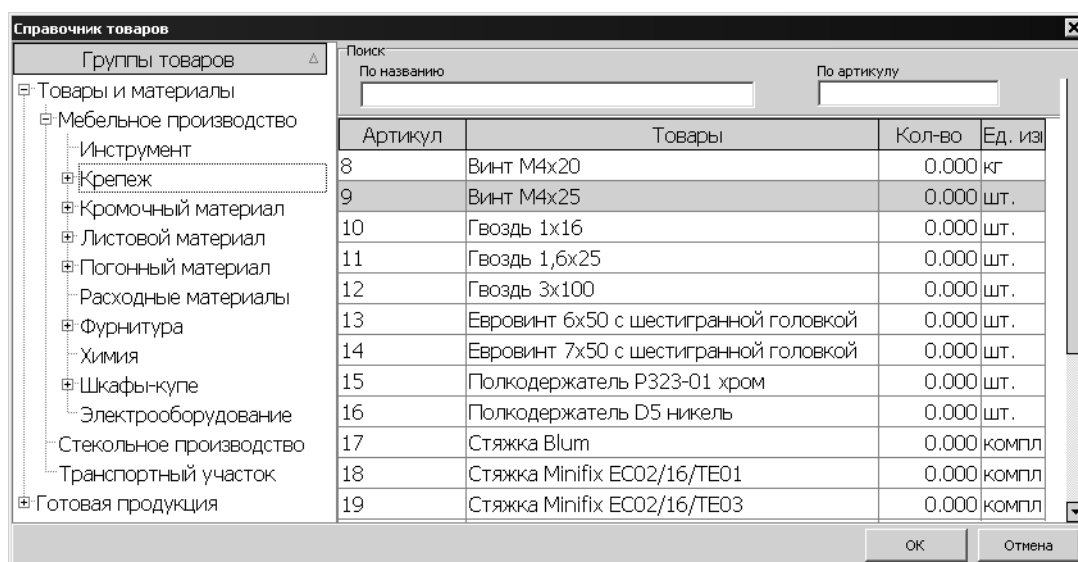 Справочник товаров
Группы товаров
Товары и материалы
Мебельное производство
Инструмент
Крепеж
Кромочный материал
Листовой материал
Погонный материал
Расходные материалы
Фурнитура
Химия
Шкафы-купе
Электрооборудование
Стекольное производство
Транспортный участок
Готовая продукция
Поиск
По названию По артикулу
Артикул Товары Кол-во Ед. изм
8 Винт М4х20 0.000 кг
9 Винт М4х25 0.000 шт.
10 Гвоздь 1х16 0.000 шт.
11 Гвоздь 1,6х25 0.000 шт.
12 Гвоздь 3х100 0.000 шт.
13 Евровинт 6х50 с шестигранной головкой 0.000 шт.
14 Евровинт 7х50 с шестигранной головкой 0.000 шт.
15 Полкодержатель P323-01 хром 0.000 шт.
16 Полкодержатель D5 никель 0.000 шт.
17 Стяжка Blum 0.000 компл
18 Стяжка Minifix EC02/16/TE01 0.000 компл
19 Стяжка Minifix EC02/16/TE03 0.000 компл
ОК Отмена